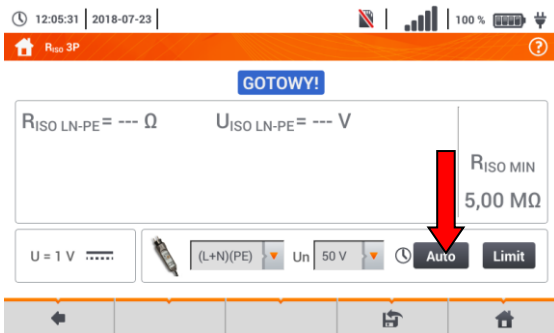 12:05:31 2018-07-23 100 %
RISO 3P ?
GOTOWY!
RISO LN-PE= --- Ω UISO LN-PE= --- V
RISO MIN
5,00 MΩ
U = 1 V (L+N)(PE) Un 50 V Auto Limit